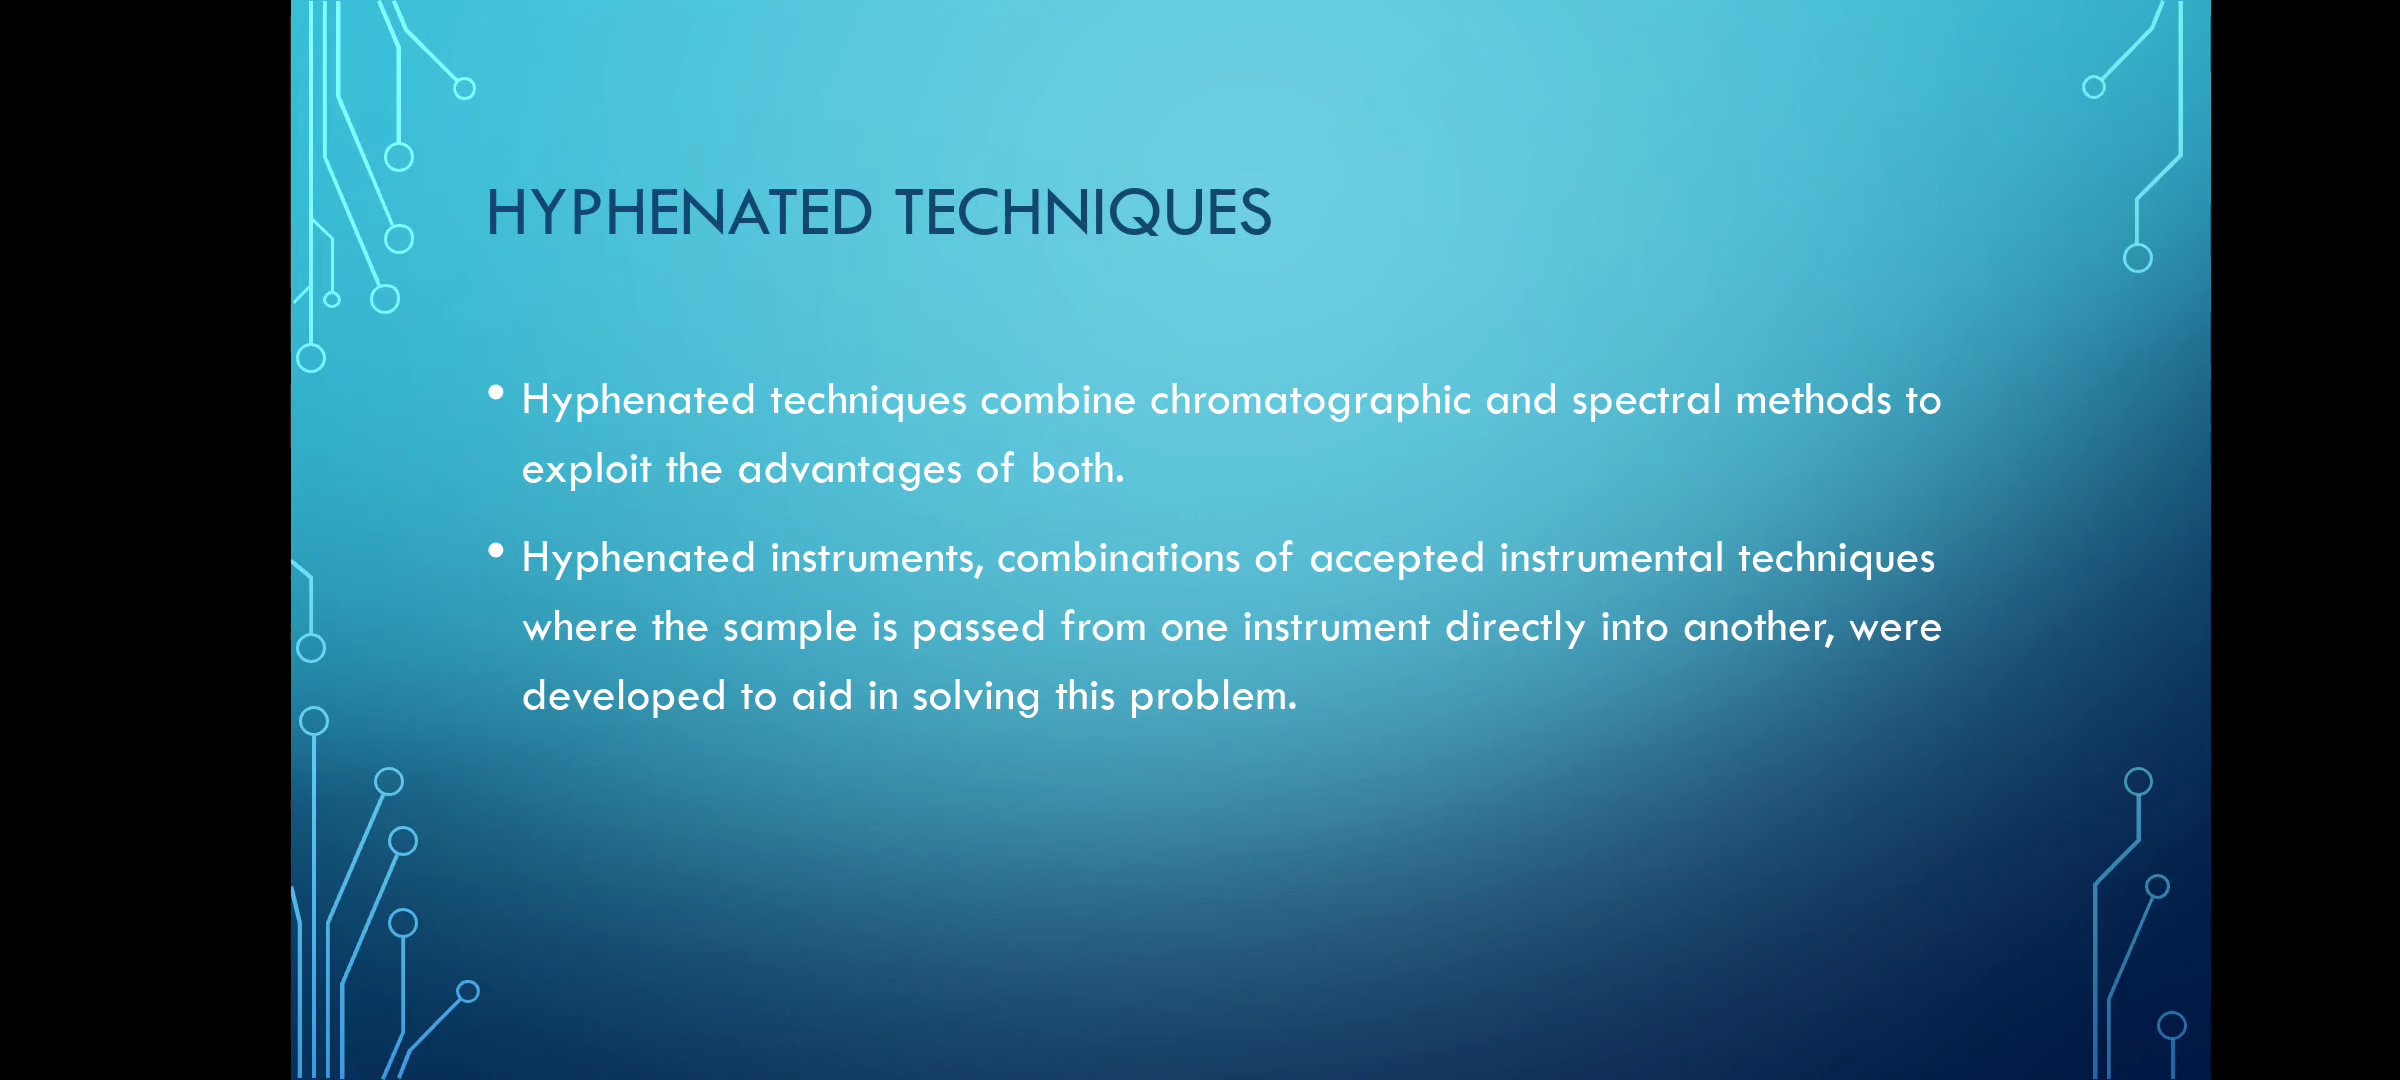 HYPHENATED TECHNIQUES
• Hyphenated techniques combine chromatographic and spectral methods to
exploit the advantages of both.
• Hyphenated instruments, combinations of accepted instrumental techniques
where the sample is passed from one instrument directly into another, were
developed to aid in solving this problem.